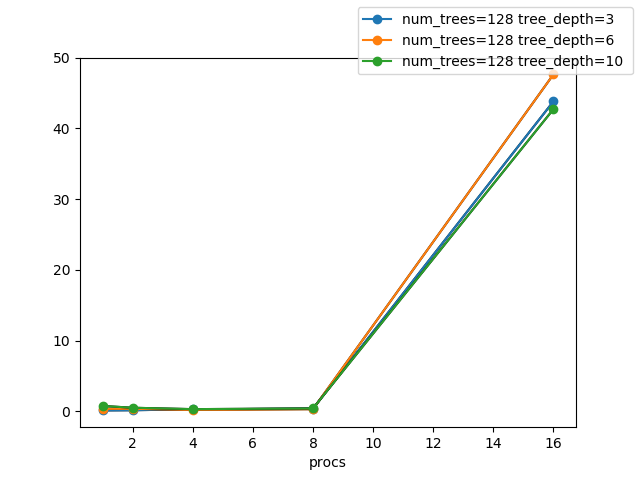 num_trees=128 tree_depth=3
num_trees=128 tree_depth=6
num_trees=128 tree_depth=10
50
40
30
20
10
0
2 4 6 8 10 12 14 16
procs